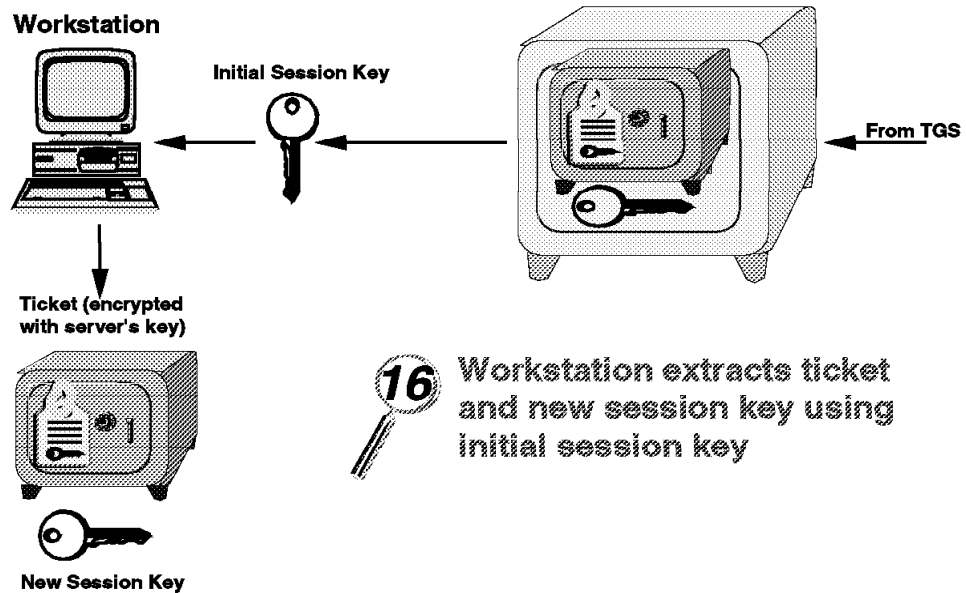 Workstation
Initial Session Key
From TGS
Ticket (encrypted
with server's key)
16
Workstation extracts ticket
and new session key using
initial session key
New Session Key